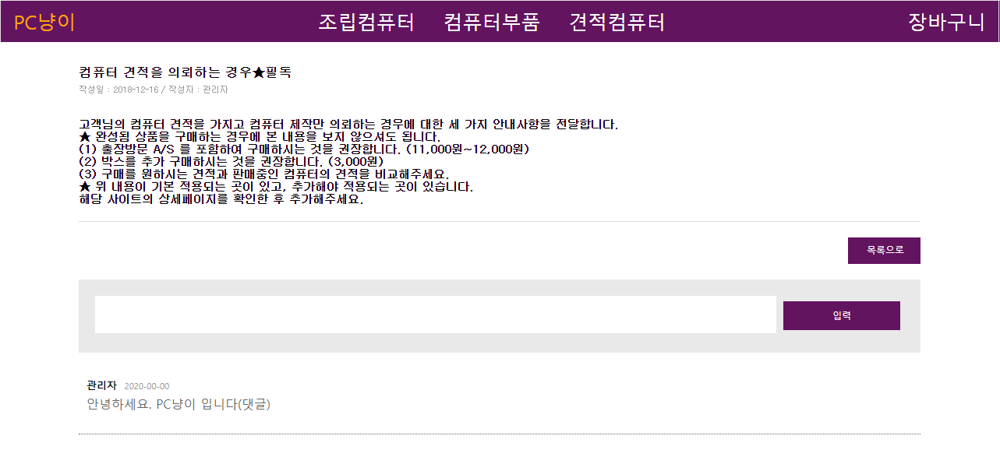 PC냥이 조립컴퓨터 컴퓨터부품 견적컴퓨터 장바구니
컴퓨터 견적을 의뢰하는 경우★필독
작성일 : 2018-12-16 / 작성자 : 관리자
고객님의 컴퓨터 견적을 가지고 컴퓨터 제작만 의뢰하는 경우에 대한 세 가지 안내사항을 전달합니다.
★ 완성됨 상품을 구매하는 경우에 본 내용을 보지 않으셔도 됩니다.
(1) 출장방문 A/S 를 포함하여 구매하시는 것을 권장합니다. (11,000원~12,000원)
(2) 박스를 추가 구매하시는 것을 권장합니다. (3,000원)
(3) 구매를 원하시는 견적과 판매중인 컴퓨터의 견적을 비교해주세요.
★ 위 내용이 기본 적용되는 곳이 있고, 추가해야 적용되는 곳이 있습니다.
해당 사이트의 상세페이지를 확인한 후 추가해주세요.
목록으로
입력
관리자 2020-00-00
안녕하세요. PC냥이 입니다(댓글)